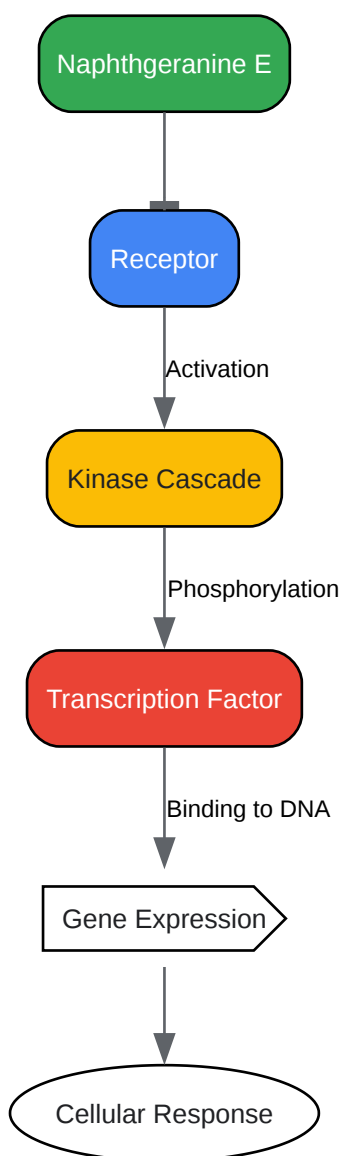 Naphthgeranine E
Receptor
Activation
Kinase Cascade
Phosphorylation
Transcription Factor
Binding to DNA
Gene Expression
Cellular Response